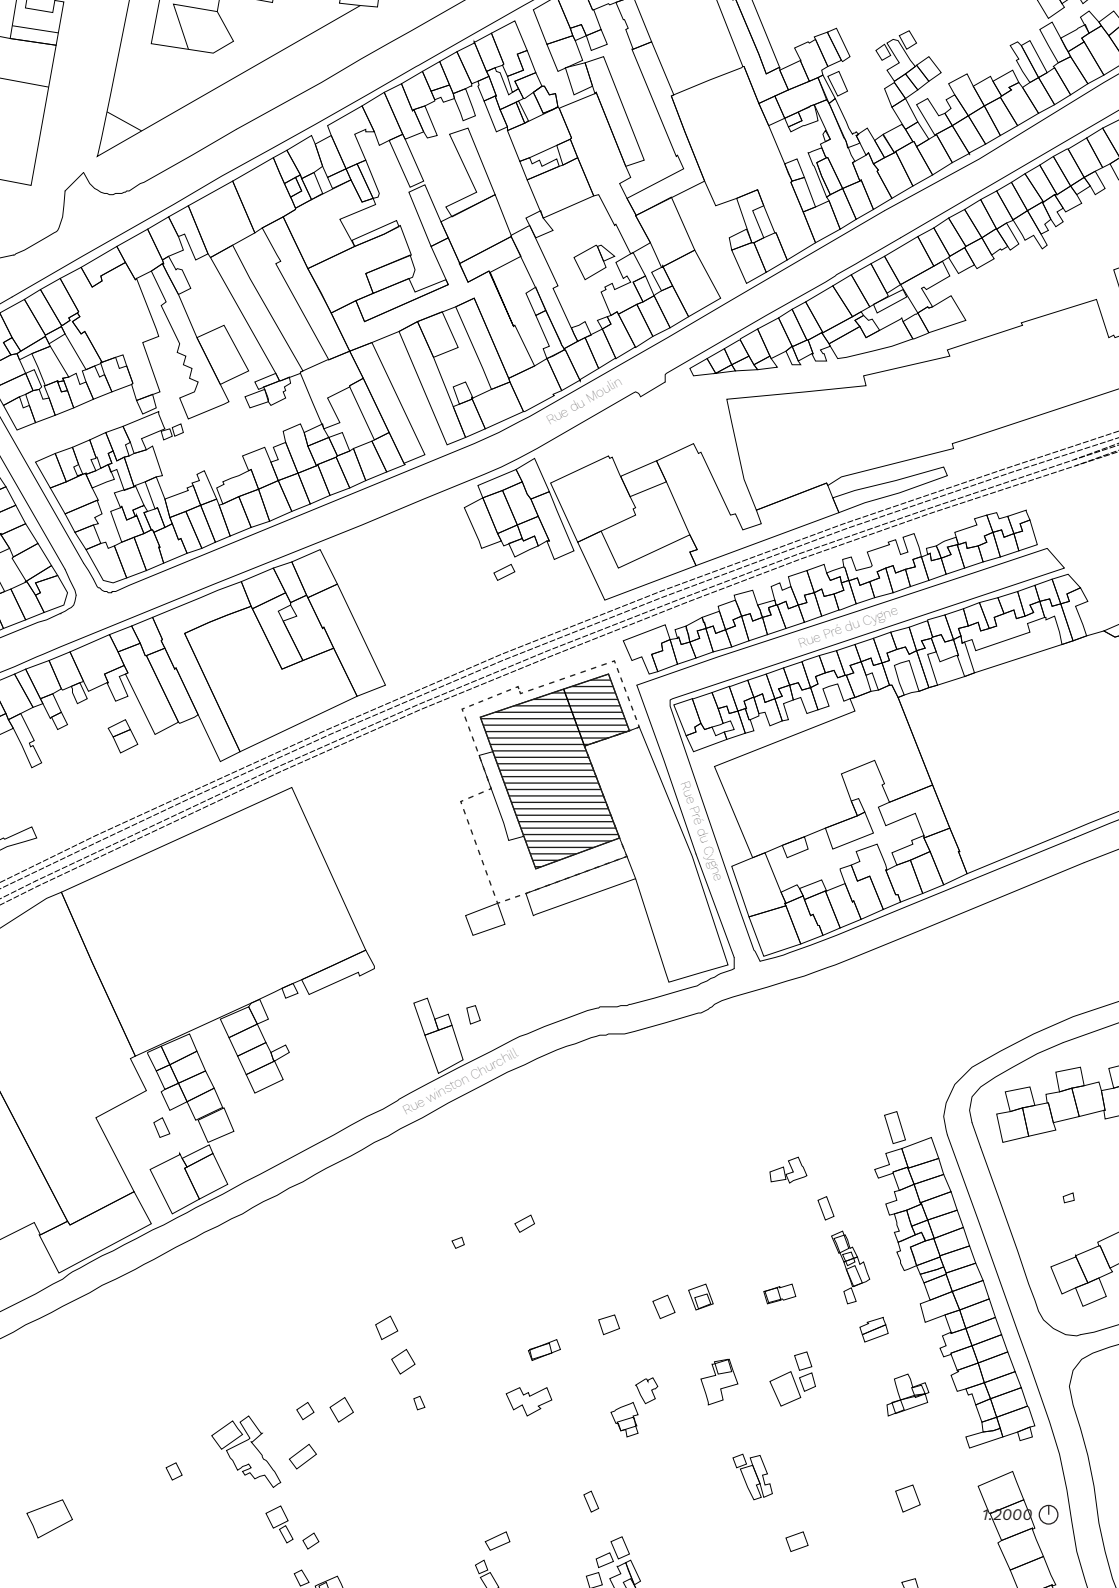 Rue du Moulin
Rue Pré du Cygne
Rue Pré du Cygne
Rue winston Churchill
1:2000